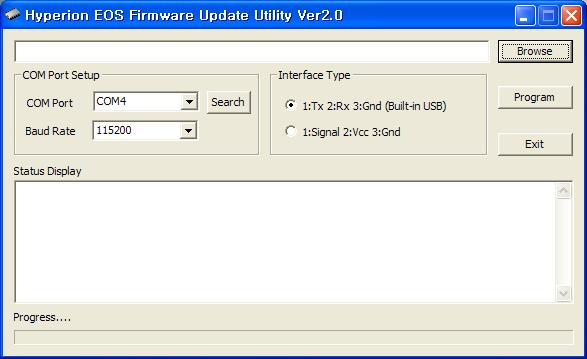 Hyperion EOS Firmware Update Utility Ver2.0
Browse
COM Port Setup
COM Port COM4 Search
Baud Rate 115200
Interface Type
1:Tx 2:Rx 3:Gnd (Built-in USB)
1:Signal 2:Vcc 3:Gnd
Program
Exit
Status Display
Progress....